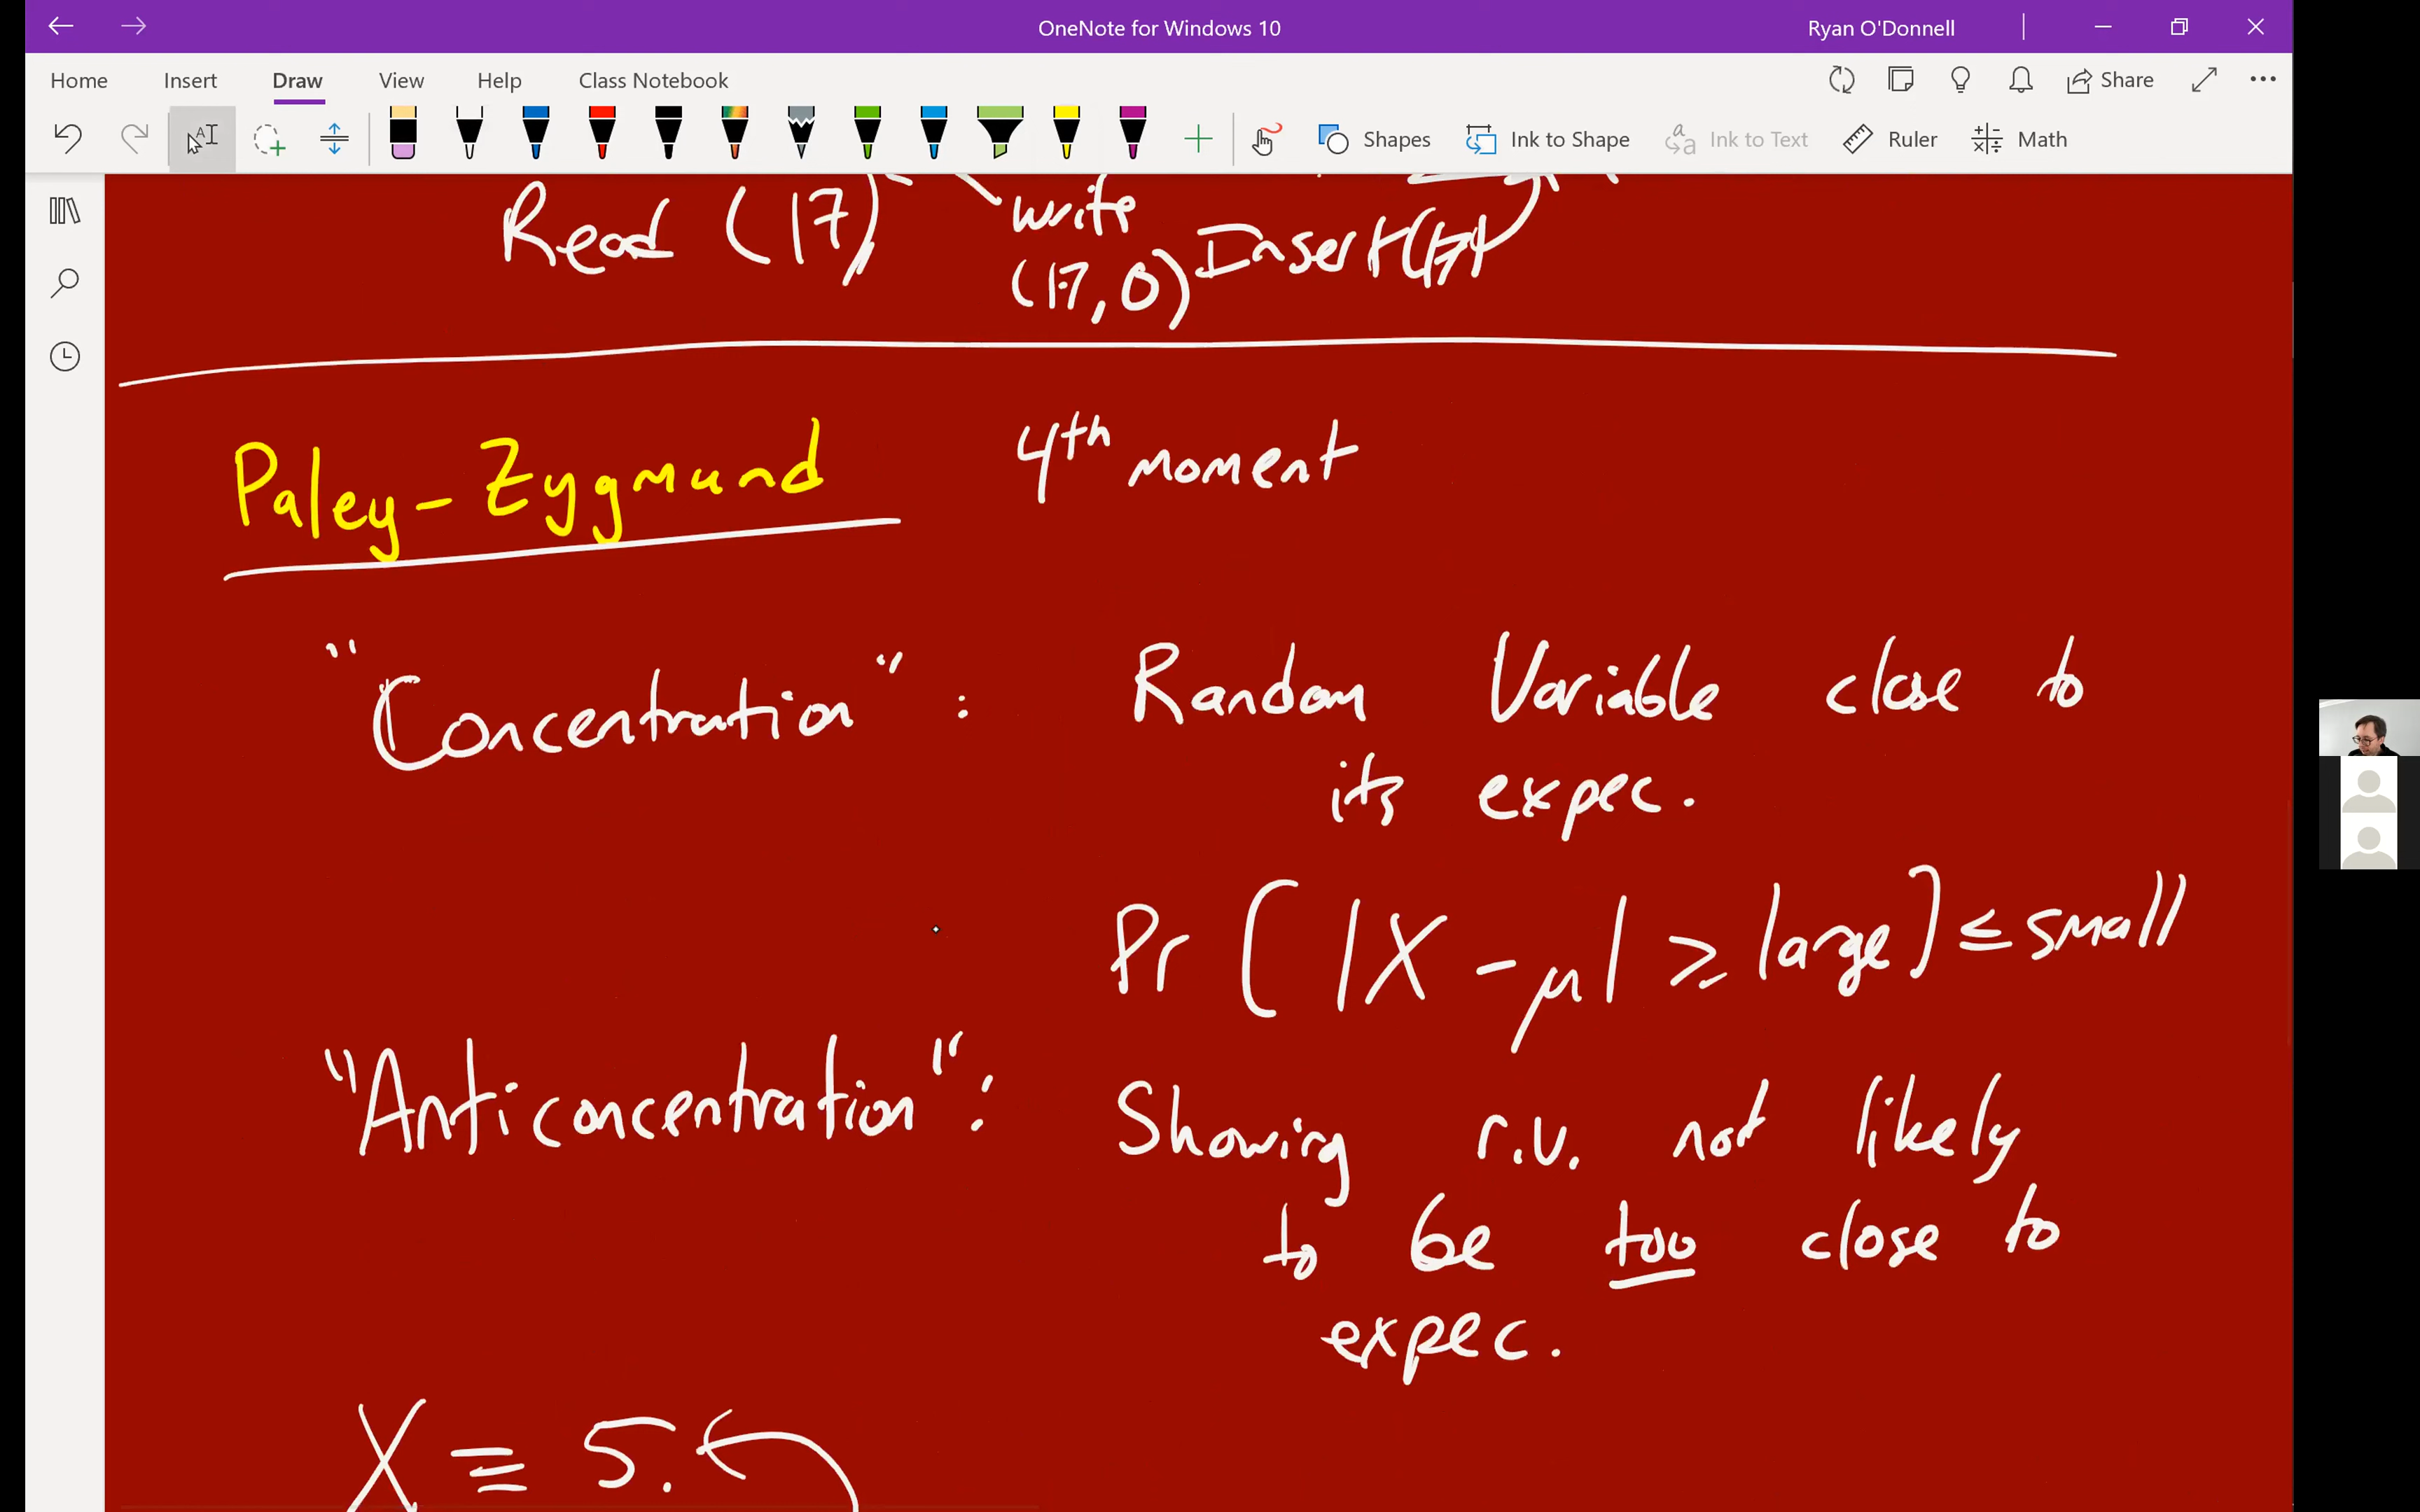 OneNote for Windows 10
Ryan O'Donnell
Home Insert Draw View Help Class Notebook
Share
Shapes Ink to Shape Ink to Text Ruler Math
Read (17) write Insert(17)
(17,0)
Paley-Zygmund 4th moment
"Concentration": Random Variable close to
its expec.
Pr[|X-μ| ≥ large] ≤ small
"Anticoncentration": Showing r.v. not likely
to be too close to
expec.
X ≡ 5.